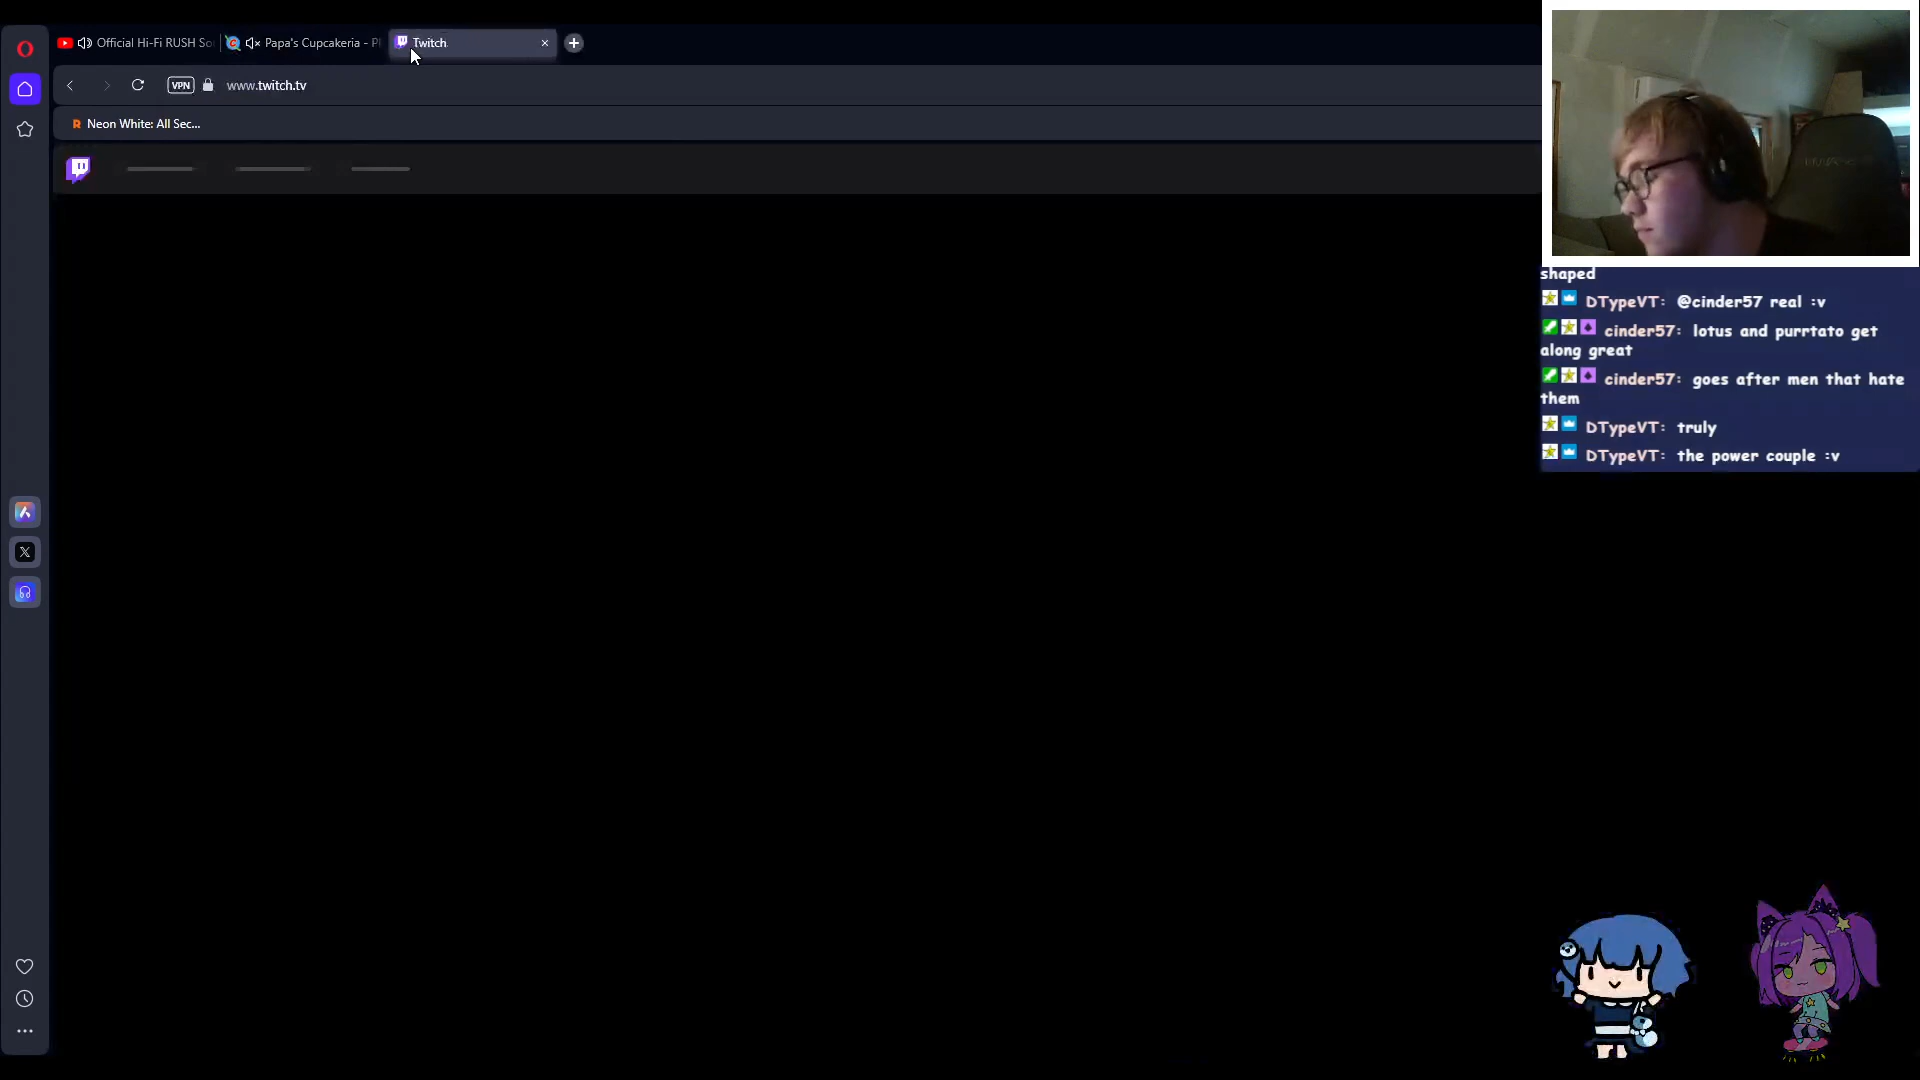 Official Hi-Fi RUSH So
Papa's Cupcakeria - Pl
Twitch
VPN
www.twitch.tv
Neon White: All Sec...
shaped
DTypeVT: @cinder57 real :v
cinder57: lotus and purrtato get
along great
cinder57: goes after men that hate
them
DTypeVT: truly
DTypeVT: the power couple :v